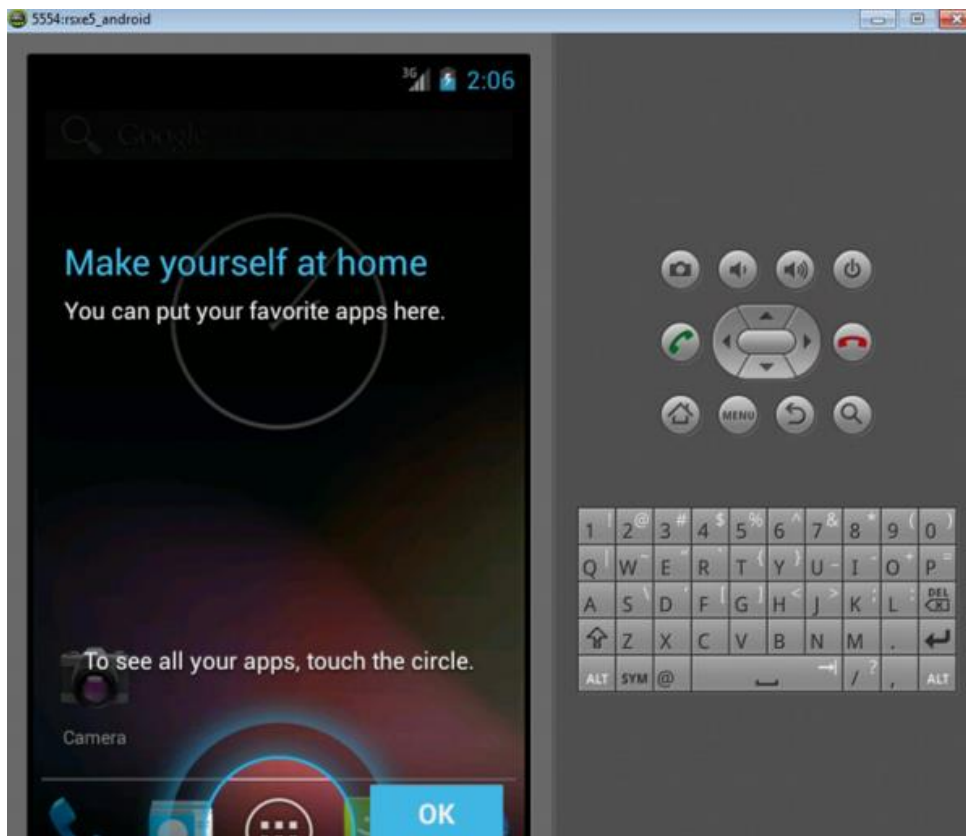 5554:rsxe5_android
3G 2:06
Google
Make yourself at home
You can put your favorite apps here.
To see all your apps, touch the circle.
Camera
OK
MENU
1 ! 2 @ 3 # 4 $ 5 % 6 ^ 7 & 8 * 9 ( 0 )
Q | W ~ E " R ` T { Y } U _ I - O + P =
A S \ D ' F [ G ] H < J > K ; L : DEL
Z X C V B N M .
ALT SYM @ / ? , ALT